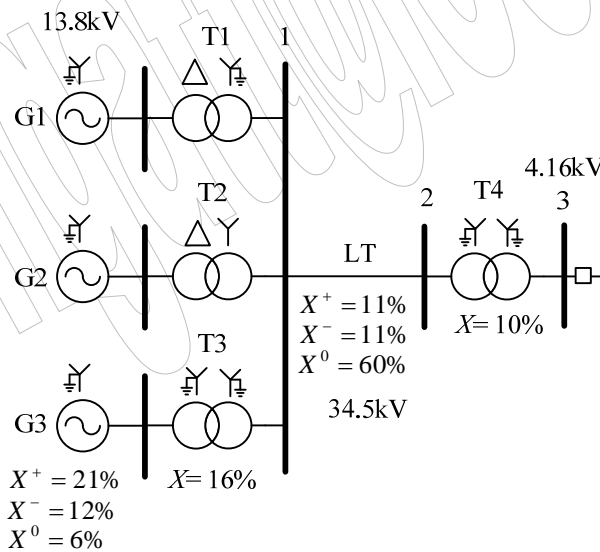 13.8kV
T1
1
G1
T2
4.16kV
T4
2
3
G2
LT
X⁺ = 11%
X⁻ = 11%
X⁰ = 60%
X= 10%
T3
34.5kV
G3
X⁺ = 21%
X= 16%
X⁻ = 12%
X⁰ = 6%